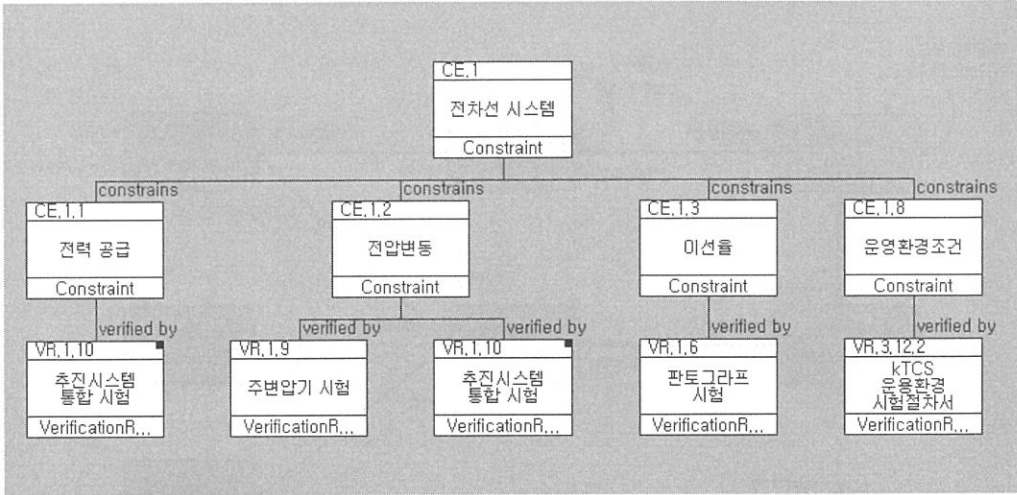 CE.1
전차선 시스템
Constraint
constrains
constrains
constrains
constrains
CE.1.1
전력 공급
Constraint
CE.1.2
전압변동
Constraint
CE.1.3
이선율
Constraint
CE.1.8
운영환경조건
Constraint
verified by
verified by
verified by
verified by
verified by
VR.1.10
추진시스템
통합 시험
VerificationR...
VR.1.9
주변압기 시험
VerificationR...
VR.1.10
추진시스템
통합 시험
VerificationR...
VR.1.6
판토그라프
시험
VerificationR...
VR.3.12.2
kTCS
운용환경
시험절차서
VerificationR...